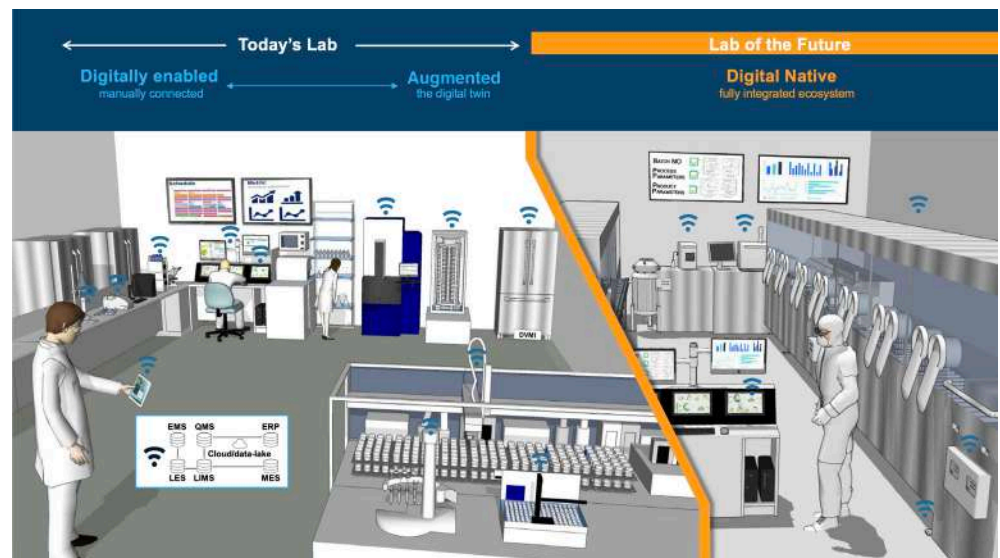 Today's Lab
Lab of the Future
Digitally enabled
manually connected
Augmented
the digital twin
Digital Native
fully integrated ecosystem
Schedule
BATCH NO
PROCESS
PARAMETERS
PRODUCT
PARAMETERS
DVMI
EMS QMS ERP
Cloud/data-lake
LES LIMS MES